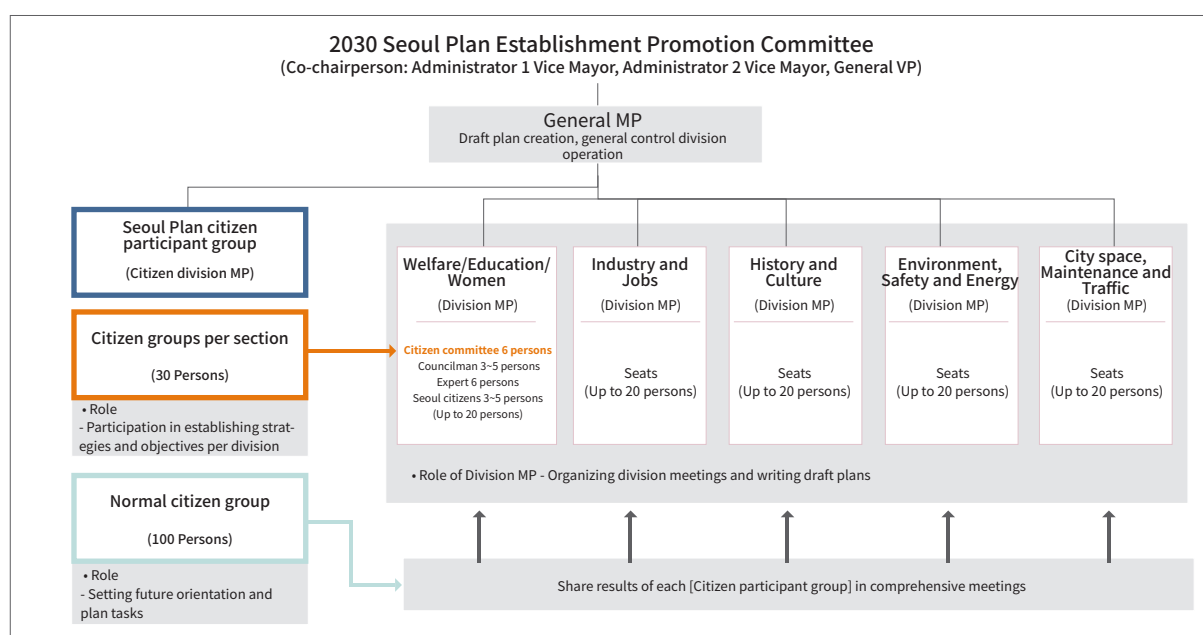 2030 Seoul Plan Establishment Promotion Committee
(Co-chairperson: Administrator 1 Vice Mayor, Administrator 2 Vice Mayor, General VP)
General MP
Draft plan creation, general control division
operation
Seoul Plan citizen
participant group
(Citizen division MP)
Citizen groups per section
(30 Persons)
• Role
- Participation in establishing strat-
egies and objectives per division
Normal citizen group
(100 Persons)
• Role
- Setting future orientation and
plan tasks
Welfare/Education/
Women
(Division MP)
Citizen committee 6 persons
Councilman 3~5 persons
Expert 6 persons
Seoul citizens 3~5 persons
(Up to 20 persons)
Industry and
Jobs
(Division MP)
Seats
(Up to 20 persons)
History and
Culture
(Division MP)
Seats
(Up to 20 persons)
Environment,
Safety and Energy
(Division MP)
Seats
(Up to 20 persons)
City space,
Maintenance and
Traffic
(Division MP)
Seats
(Up to 20 persons)
• Role of Division MP - Organizing division meetings and writing draft plans
Share results of each [Citizen participant group] in comprehensive meetings